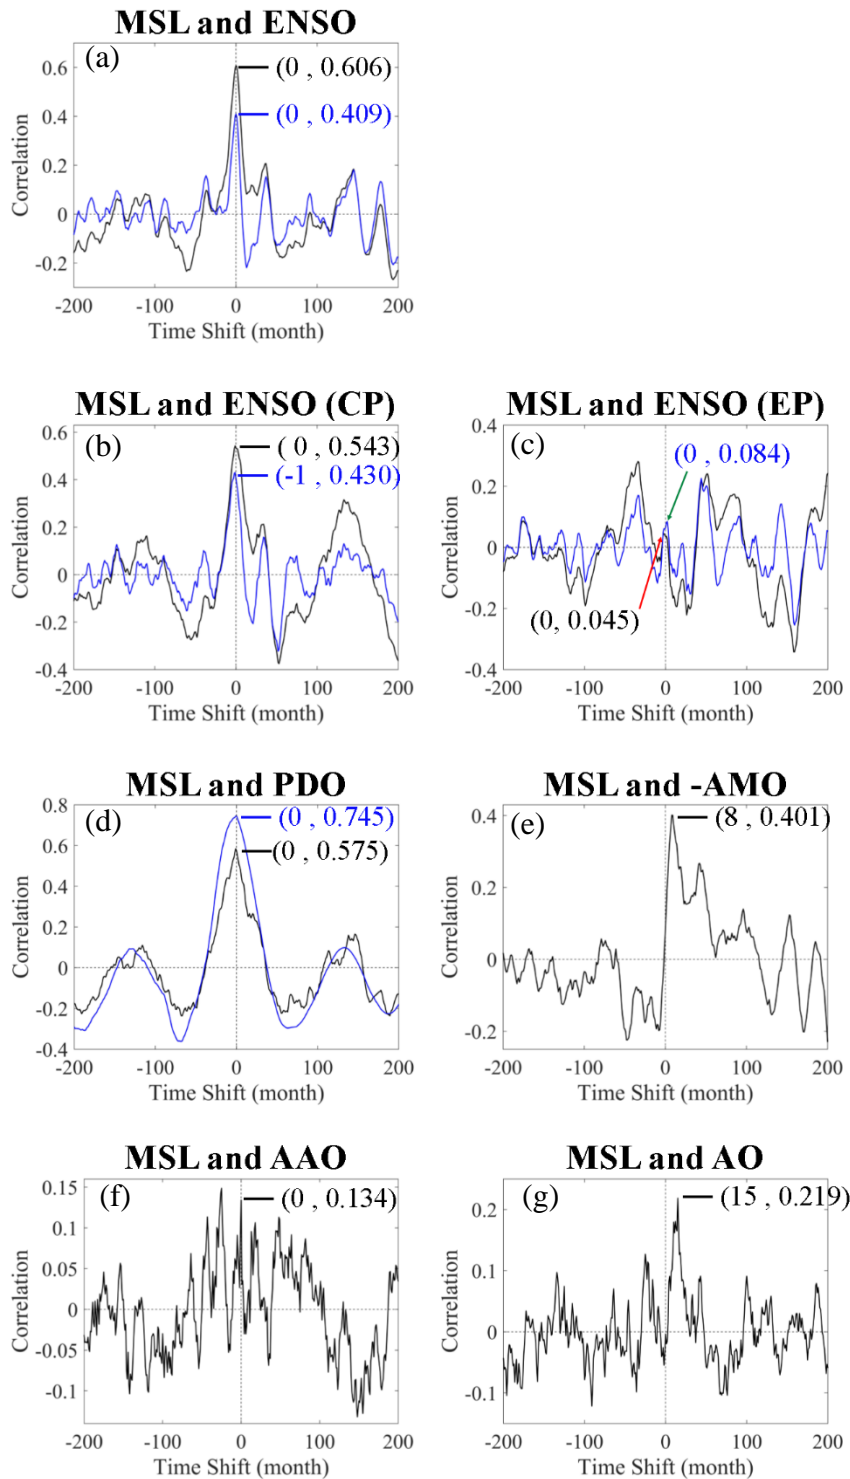 MSL and ENSO
(a)
(0 , 0.606)
(0 , 0.409)
0.6
0.4
0.2
0
-0.2
Correlation
-200 -100 0 100 200
Time Shift (month)
MSL and ENSO (CP)
(b)
( 0 , 0.543)
(-1 , 0.430)
0.6
0.4
0.2
0
-0.2
-0.4
Correlation
-200 -100 0 100 200
Time Shift (month)
MSL and ENSO (EP)
(c)
(0 , 0.084)
(0, 0.045)
0.4
0.2
0
-0.2
-0.4
Correlation
-200 -100 0 100 200
Time Shift (month)
MSL and PDO
(d)
(0 , 0.745)
(0 , 0.575)
0.8
0.6
0.4
0.2
0
-0.2
-0.4
Correlation
-200 -100 0 100 200
Time Shift (month)
MSL and -AMO
(e)
(8 , 0.401)
0.4
0.2
0
-0.2
Correlation
-200 -100 0 100 200
Time Shift (month)
MSL and AAO
(f)
(0 , 0.134)
0.15
0.1
0.05
0
-0.05
-0.1
Correlation
-200 -100 0 100 200
Time Shift (month)
MSL and AO
(g)
(15 , 0.219)
0.2
0.1
0
-0.1
Correlation
-200 -100 0 100 200
Time Shift (month)